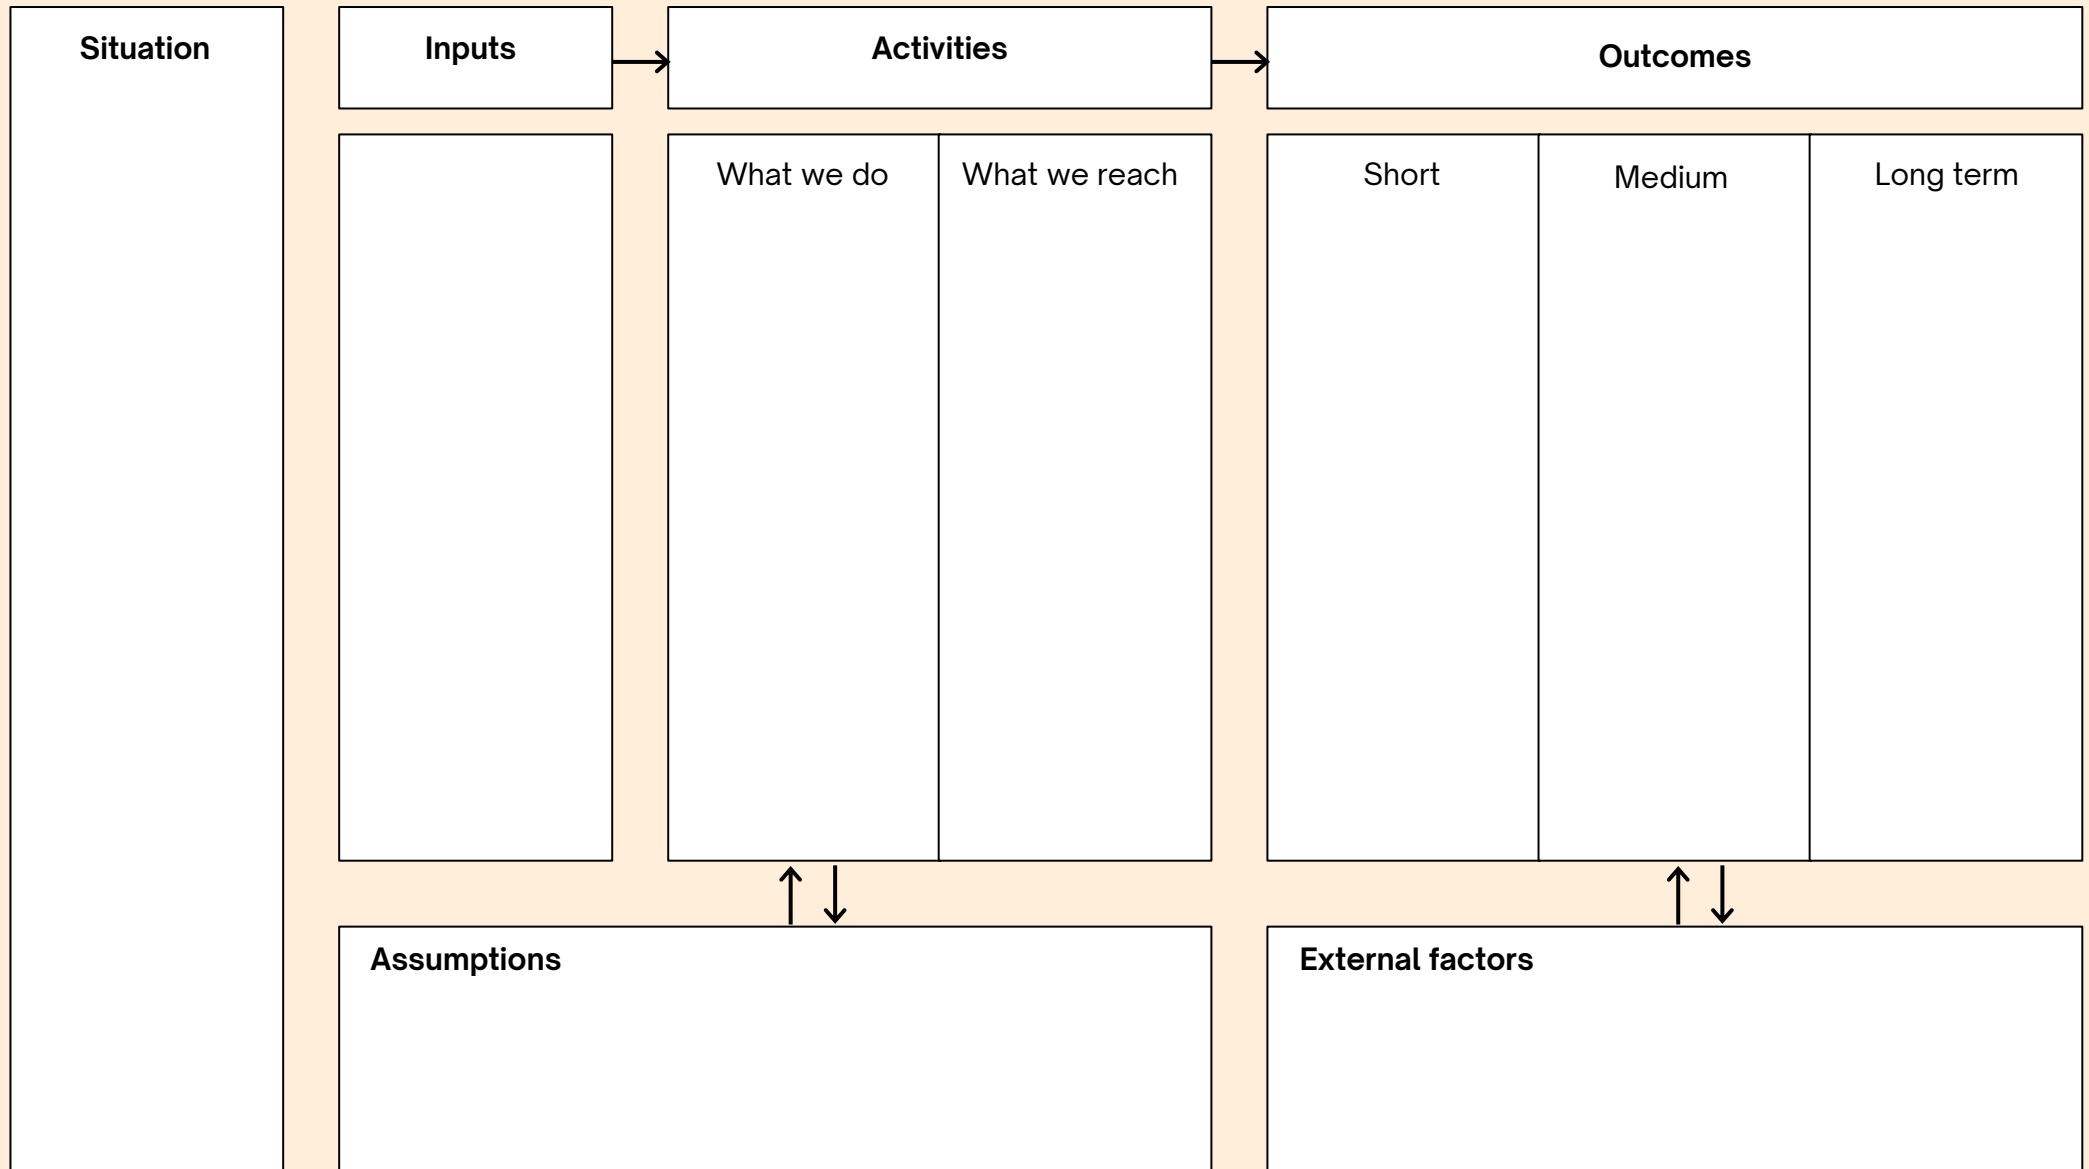 Situation
Inputs
Activities
Outcomes
What we do
What we reach
Short
Medium
Long term
Assumptions
External factors